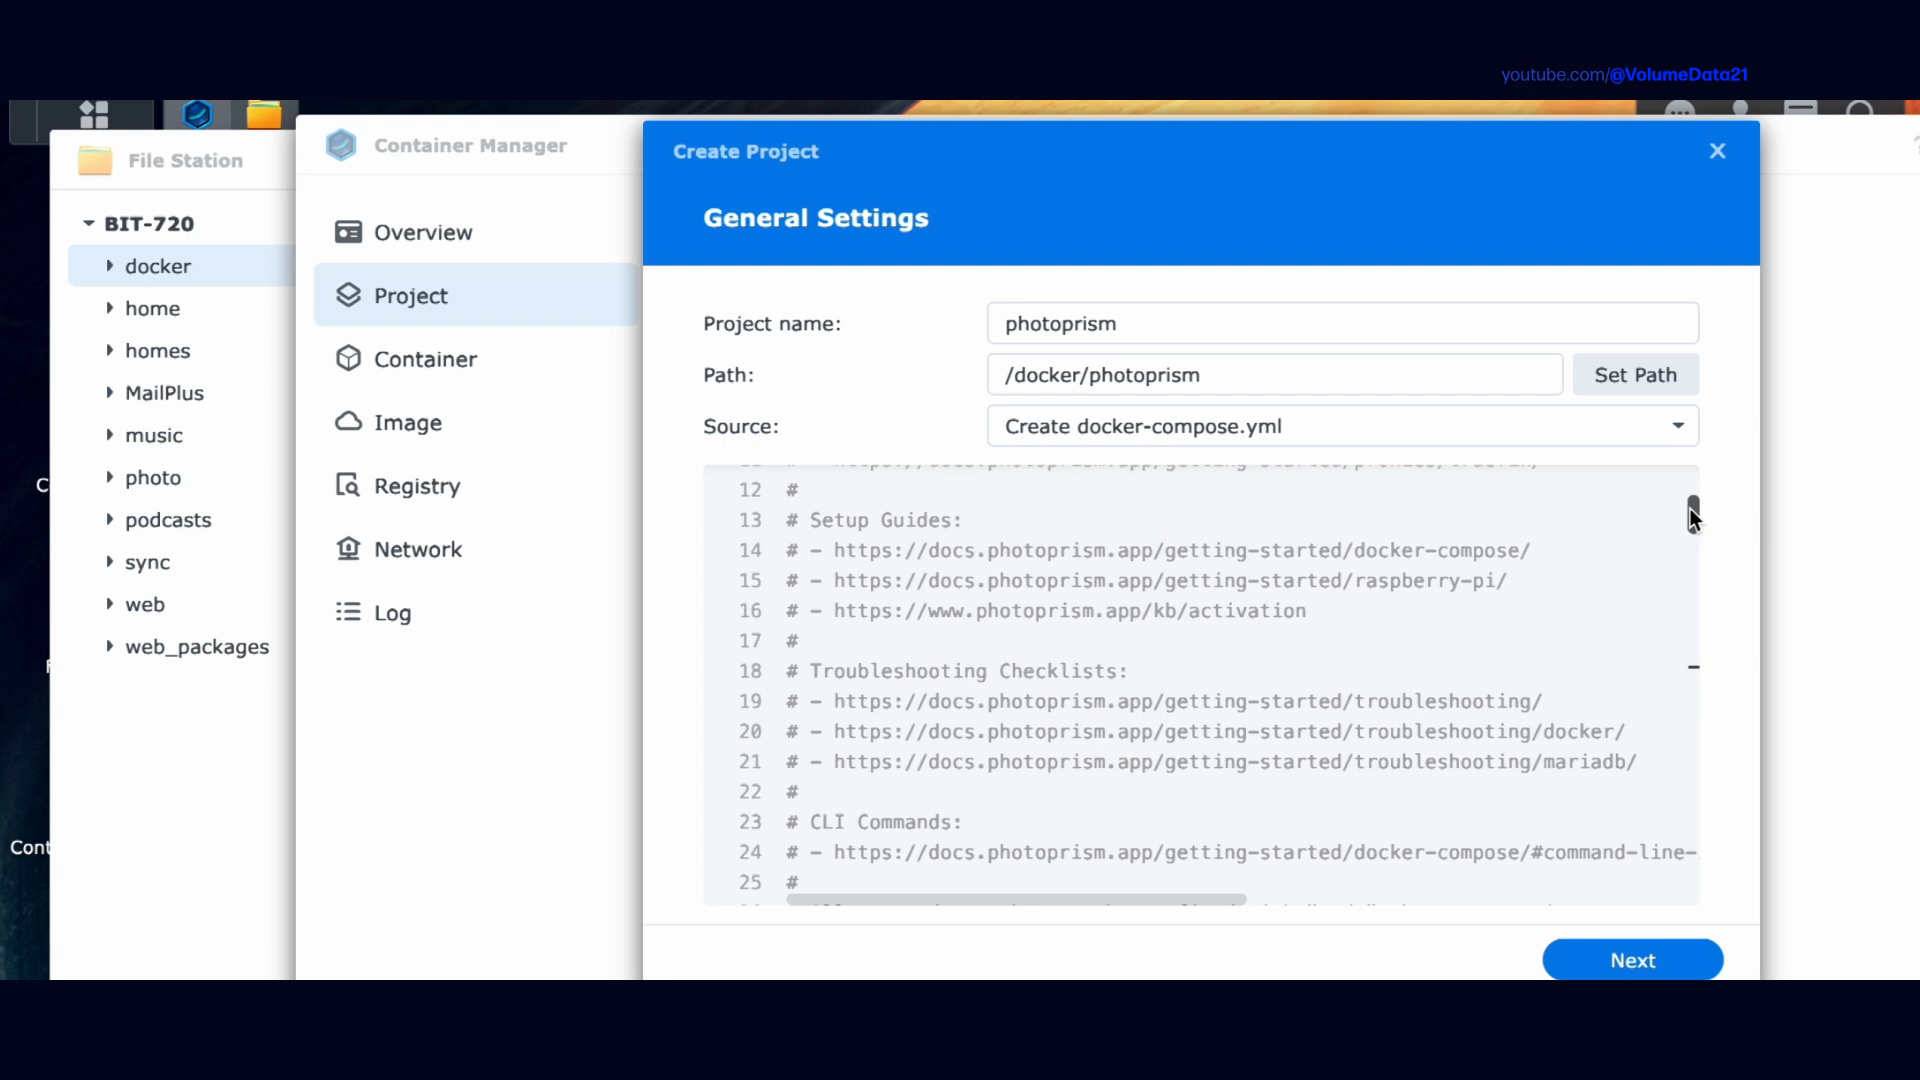 youtube.com/@VolumeData21
File Station
BIT-720
docker
home
homes
MailPlus
music
photo
podcasts
sync
web
web_packages
Container Manager
Overview
Project
Container
Image
Registry
Network
Log
Create Project
General Settings
Project name: photoprism
Path: /docker/photoprism Set Path
Source: Create docker-compose.yml
12 #
13 # Setup Guides:
14 # - https://docs.photoprism.app/getting-started/docker-compose/
15 # - https://docs.photoprism.app/getting-started/raspberry-pi/
16 # - https://www.photoprism.app/kb/activation
17 #
18 # Troubleshooting Checklists:
19 # - https://docs.photoprism.app/getting-started/troubleshooting/
20 # - https://docs.photoprism.app/getting-started/troubleshooting/docker/
21 # - https://docs.photoprism.app/getting-started/troubleshooting/mariadb/
22 #
23 # CLI Commands:
24 # - https://docs.photoprism.app/getting-started/docker-compose/#command-line-
25 #
Next
C
Cont